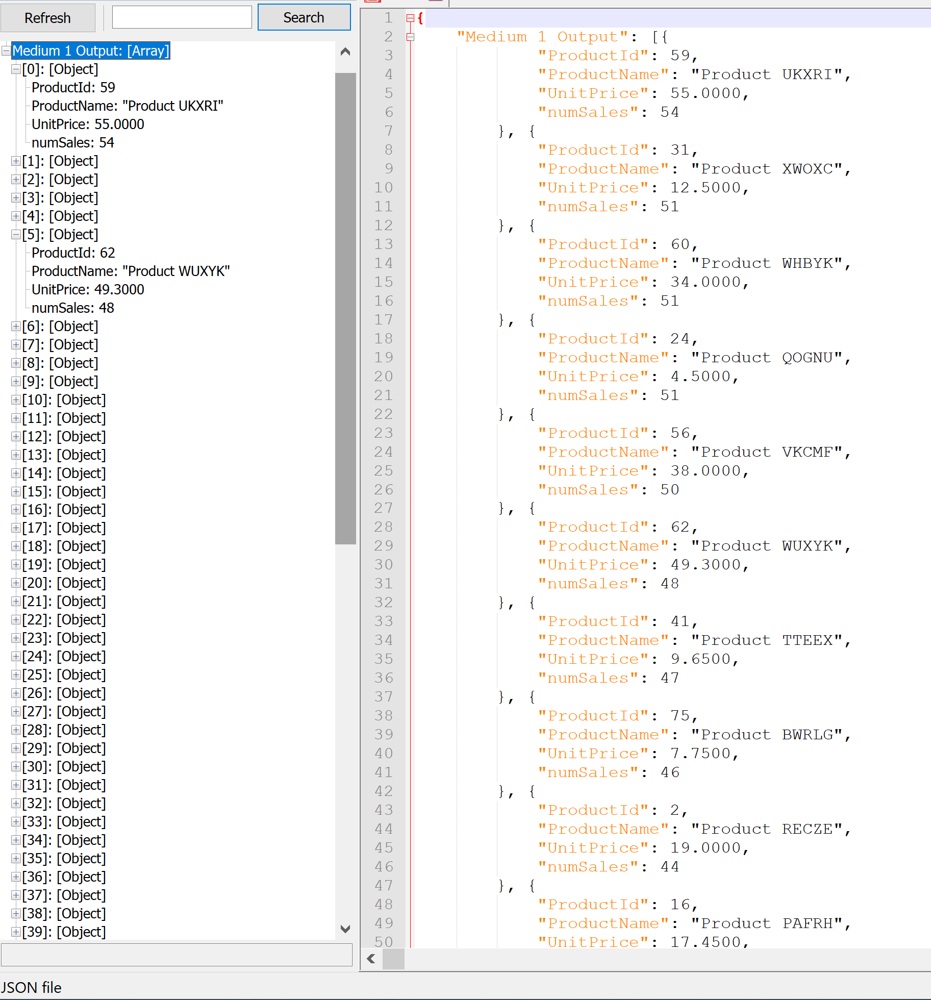 Refresh
Search
Medium 1 Output: [Array]
[0]: [Object]
ProductId: 59
ProductName: "Product UKXRI"
UnitPrice: 55.0000
numSales: 54
[1]: [Object]
[2]: [Object]
[3]: [Object]
[4]: [Object]
[5]: [Object]
ProductId: 62
ProductName: "Product WUXYK"
UnitPrice: 49.3000
numSales: 48
[6]: [Object]
[7]: [Object]
[8]: [Object]
[9]: [Object]
[10]: [Object]
[11]: [Object]
[12]: [Object]
[13]: [Object]
[14]: [Object]
[15]: [Object]
[16]: [Object]
[17]: [Object]
[18]: [Object]
[19]: [Object]
[20]: [Object]
[21]: [Object]
[22]: [Object]
[23]: [Object]
[24]: [Object]
[25]: [Object]
[26]: [Object]
[27]: [Object]
[28]: [Object]
[29]: [Object]
[30]: [Object]
[31]: [Object]
[32]: [Object]
[33]: [Object]
[34]: [Object]
[35]: [Object]
[36]: [Object]
[37]: [Object]
[38]: [Object]
[39]: [Object]
1 {
2 "Medium 1 Output": [{
3 "ProductId": 59,
4 "ProductName": "Product UKXRI",
5 "UnitPrice": 55.0000,
6 "numSales": 54
7 }, {
8 "ProductId": 31,
9 "ProductName": "Product XWOXC",
10 "UnitPrice": 12.5000,
11 "numSales": 51
12 }, {
13 "ProductId": 60,
14 "ProductName": "Product WHBYK",
15 "UnitPrice": 34.0000,
16 "numSales": 51
17 }, {
18 "ProductId": 24,
19 "ProductName": "Product QOGNU",
20 "UnitPrice": 4.5000,
21 "numSales": 51
22 }, {
23 "ProductId": 56,
24 "ProductName": "Product VKCMF",
25 "UnitPrice": 38.0000,
26 "numSales": 50
27 }, {
28 "ProductId": 62,
29 "ProductName": "Product WUXYK",
30 "UnitPrice": 49.3000,
31 "numSales": 48
32 }, {
33 "ProductId": 41,
34 "ProductName": "Product TTEEX",
35 "UnitPrice": 9.6500,
36 "numSales": 47
37 }, {
38 "ProductId": 75,
39 "ProductName": "Product BWRLG",
40 "UnitPrice": 7.7500,
41 "numSales": 46
42 }, {
43 "ProductId": 2,
44 "ProductName": "Product RECZE",
45 "UnitPrice": 19.0000,
46 "numSales": 44
47 }, {
48 "ProductId": 16,
49 "ProductName": "Product PAFRH",
50 "UnitPrice": 17.4500,
JSON file